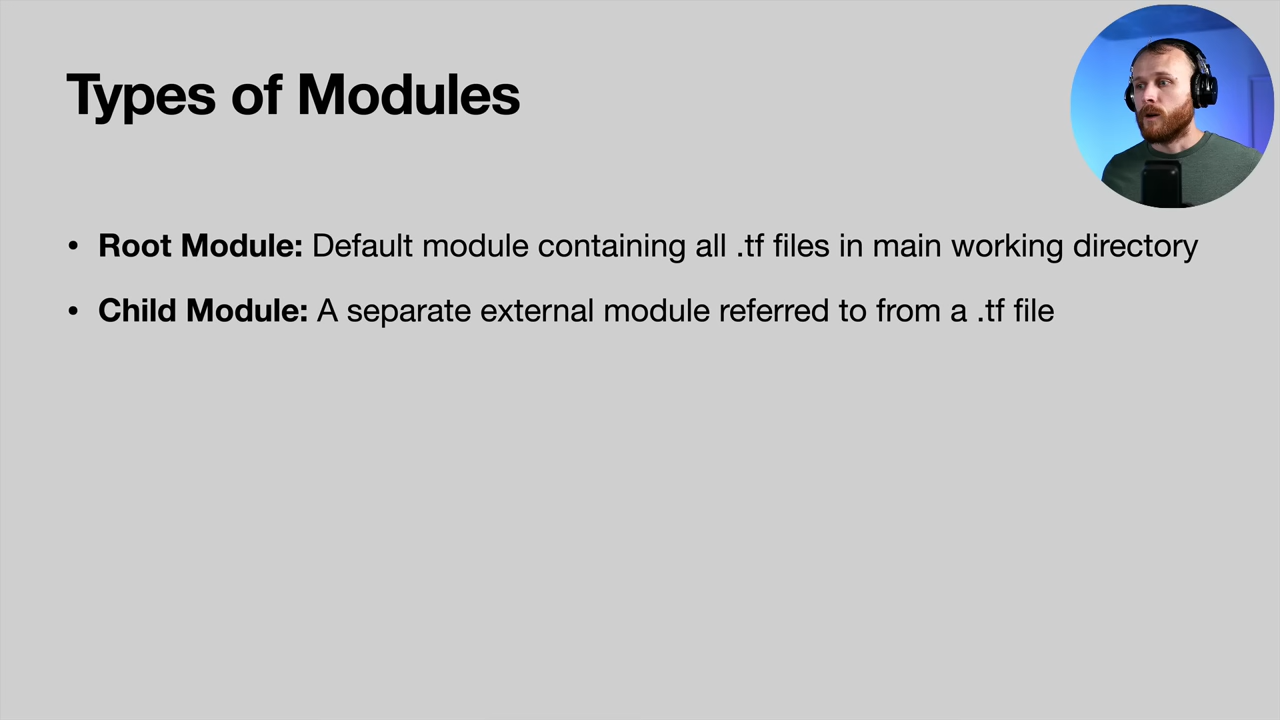 Types of Modules
• Root Module: Default module containing all .tf files in main working directory
• Child Module: A separate external module referred to from a .tf file